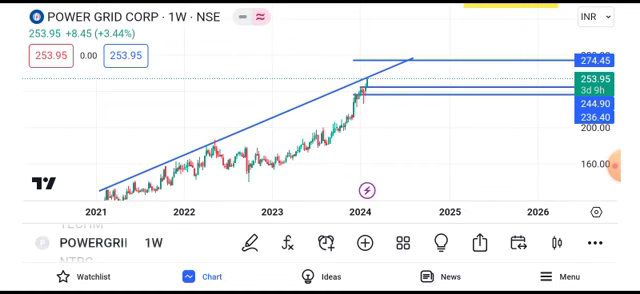 POWER GRID CORP · 1W · NSE
INR
253.95 +8.45 (+3.44%)
253.95 0.00 253.95
274.45
253.95
3d 9h
244.90
236.40
200.00
160.00
2021 2022 2023 2024 2025 2026
POWERGRII 1W
Watchlist Chart Ideas News Menu